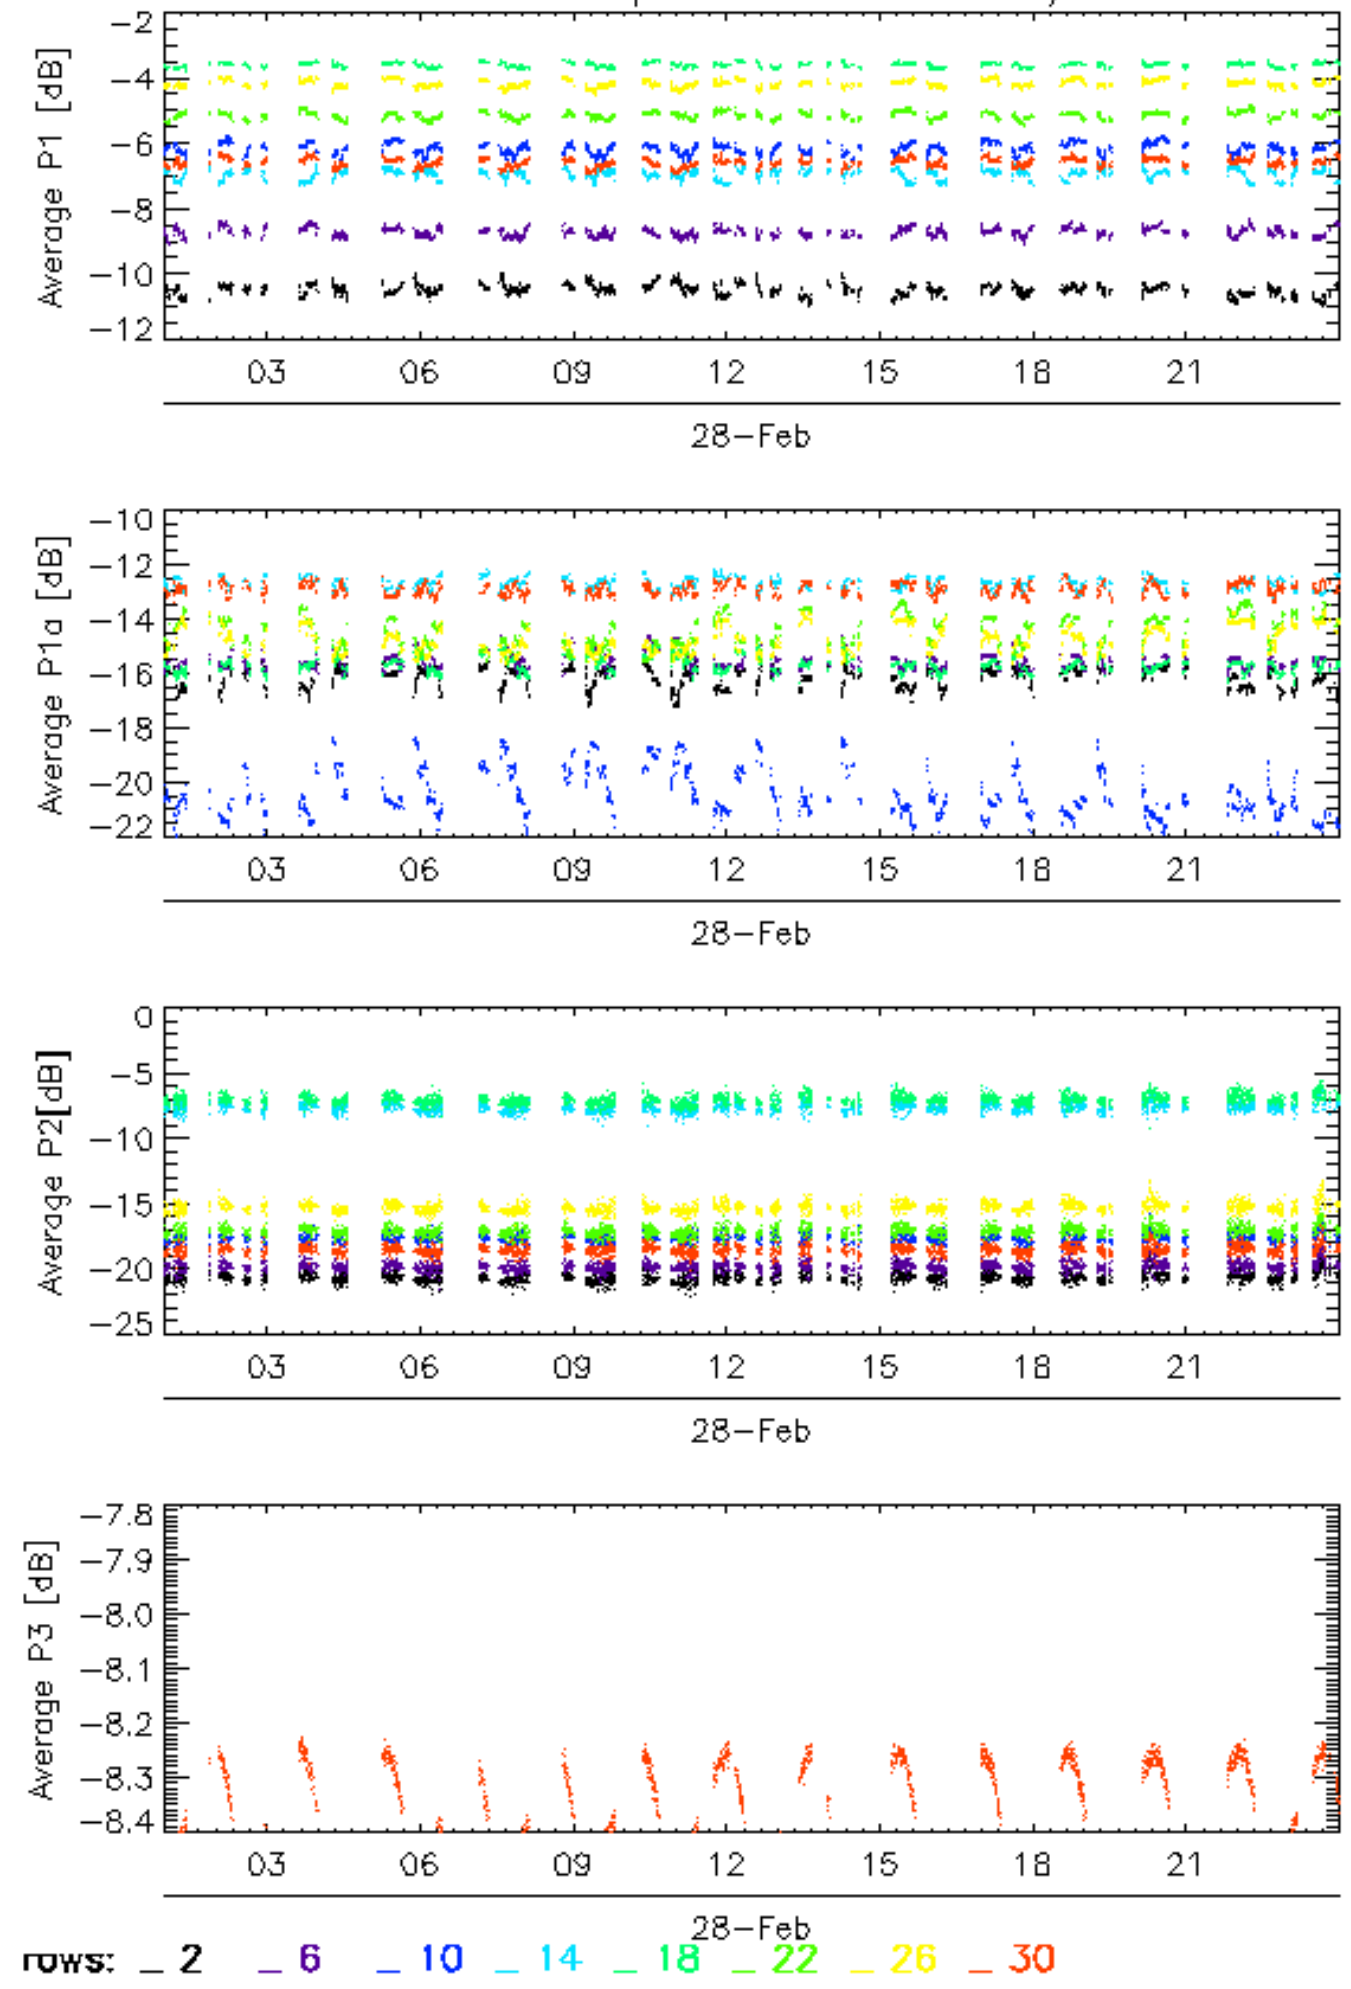 Average P1 [dB]
-2
-4
-6
-8
-10
-12
03 06 09 12 15 18 21
28-Feb
Average P1a [dB]
-10
-12
-14
-16
-18
-20
-22
03 06 09 12 15 18 21
28-Feb
Average P2[dB]
0
-5
-10
-15
-20
-25
03 06 09 12 15 18 21
28-Feb
Average P3 [dB]
-7.8
-7.9
-8.0
-8.1
-8.2
-8.3
-8.4
03 06 09 12 15 18 21
28-Feb
rows: _ 2 _ 6 _ 10 _ 14 _ 18 _ 22 _ 26 _ 30